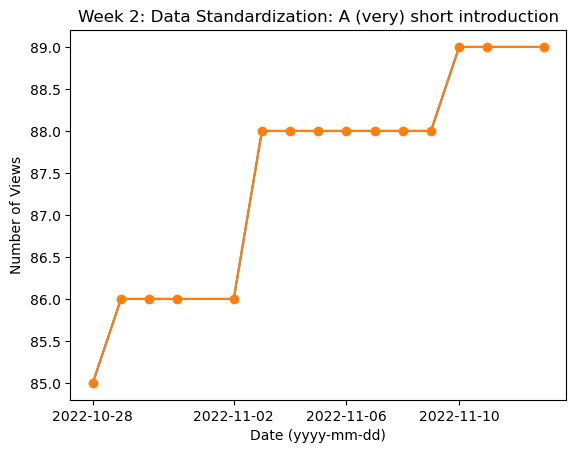 Week 2: Data Standardization: A (very) short introduction
89.0
88.5
88.0
87.5
87.0
86.5
86.0
85.5
85.0
Number of Views
2022-10-28 2022-11-02 2022-11-06 2022-11-10
Date (yyyy-mm-dd)